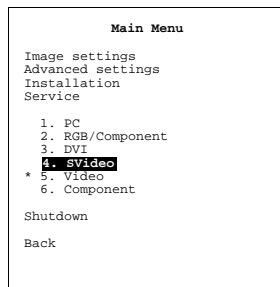 Main Menu
Image settings
Advanced settings
Installation
Service
1. PC
2. RGB/Component
3. DVI
4. SVideo
* 5. Video
6. Component
Shutdown
Back